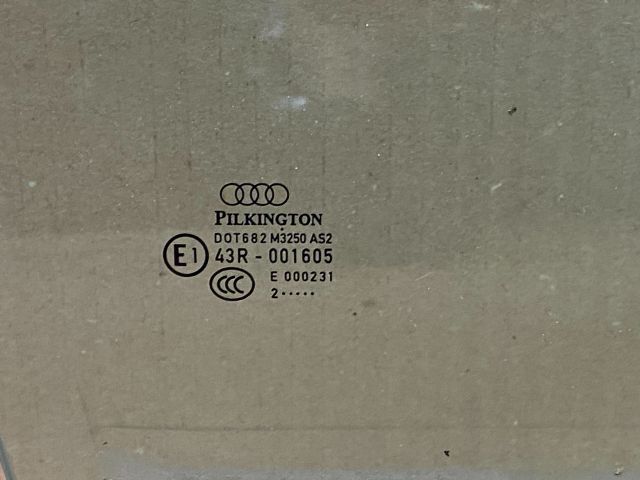 PILKINGTON
DOT682 M3250 AS2
E1 43R - 001605
CCC E 000231
2·····